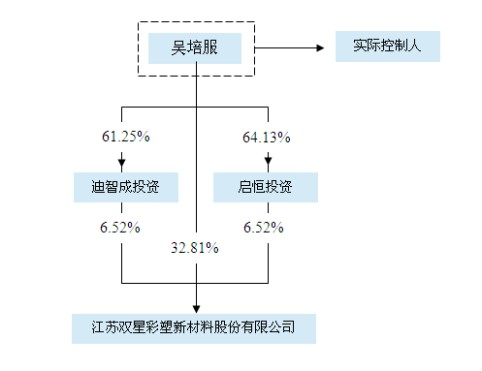 吴培服
实际控制人
61.25%
64.13%
迪智成投资
启恒投资
6.52%
6.52%
32.81%
江苏双星彩塑新材料股份有限公司